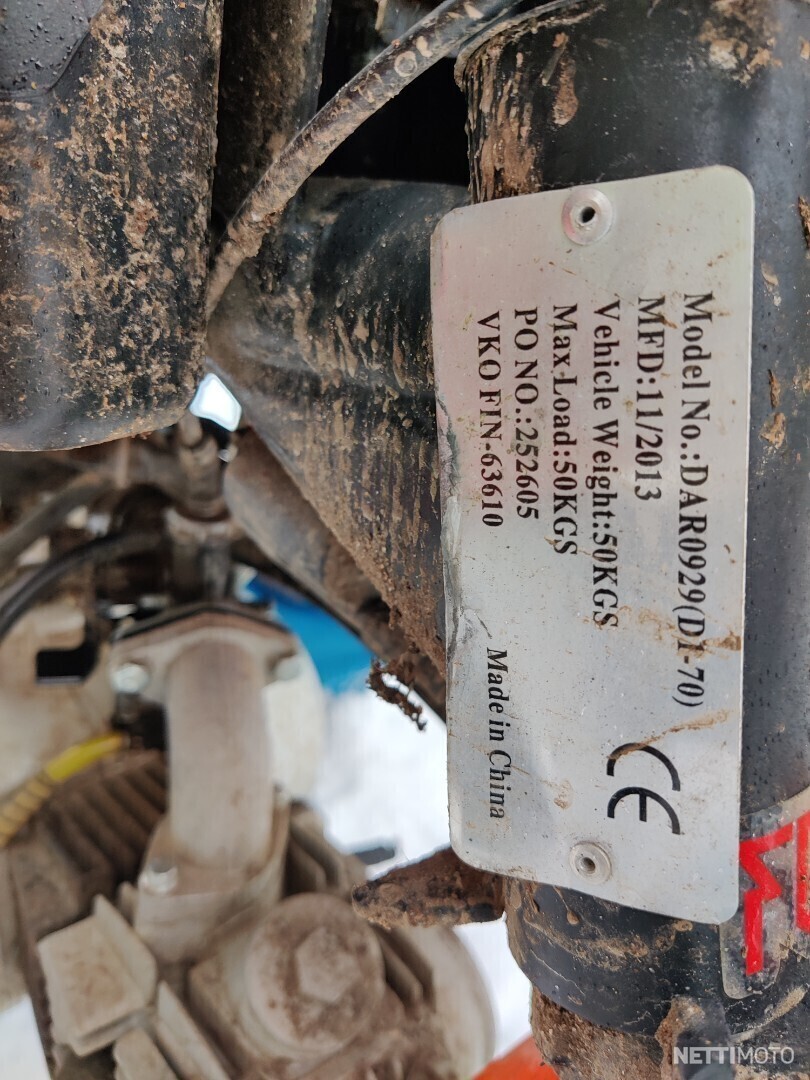 Model No.:DAR0929(D1-70)
MFD:11/2013
Vehicle Weight:50KGS
Max.Load:50KGS
PO NO.:252605
VKO FIN-63610
Made in China
CE
NETTIMOTO